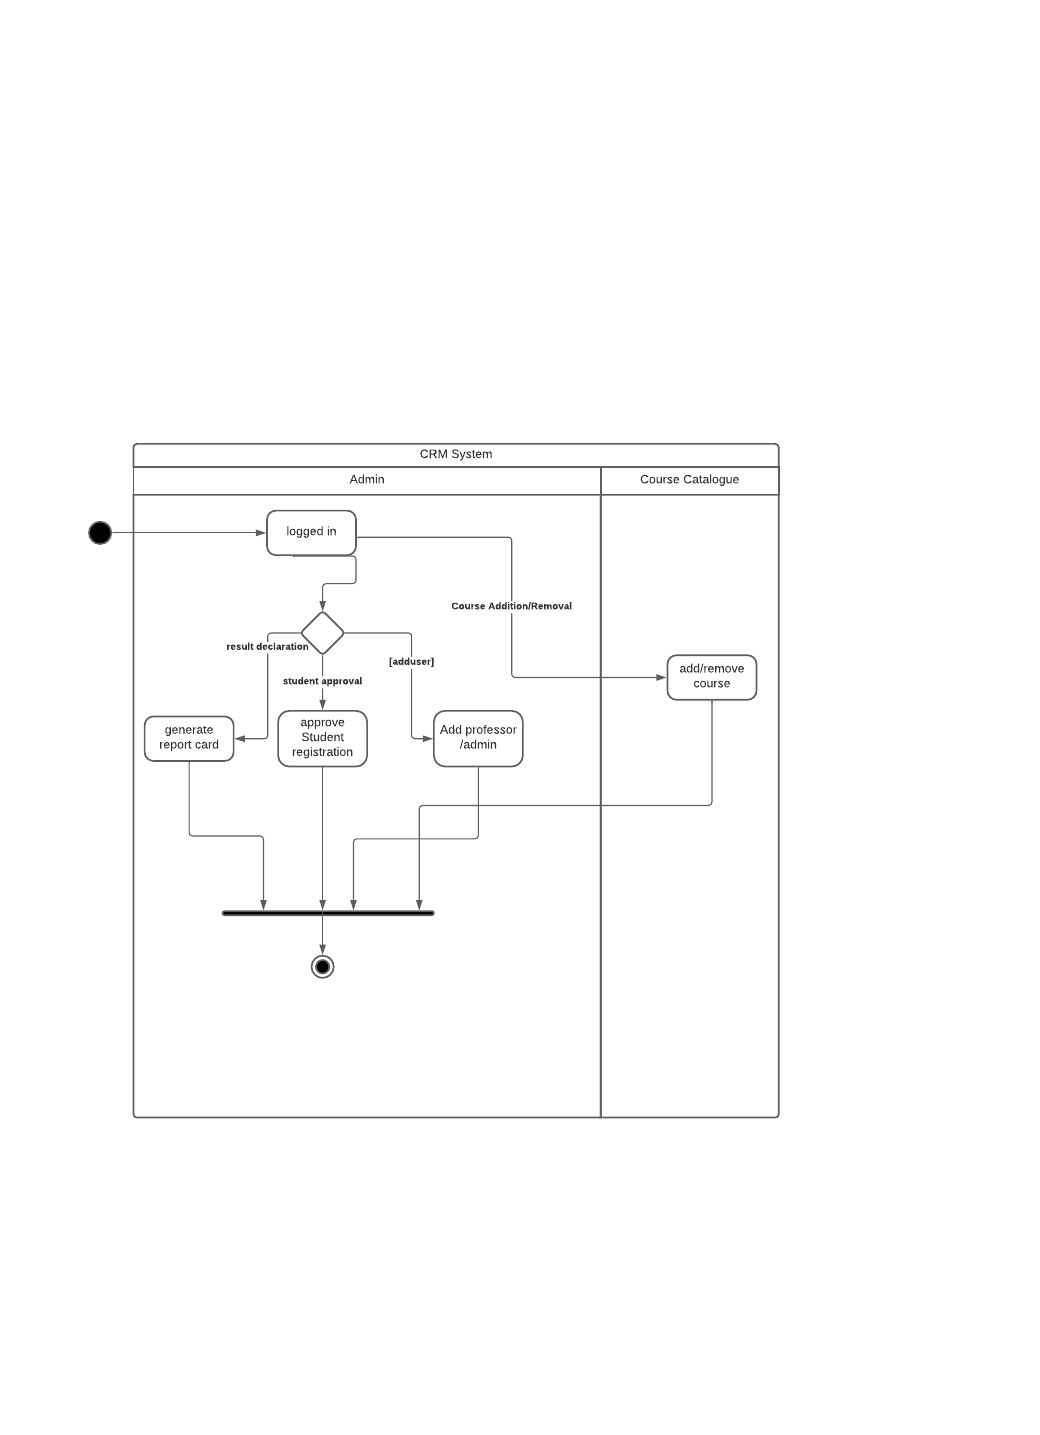 CRM System
Admin
Course Catalogue
logged in
Course Addition/Removal
result declaration
[adduser]
student approval
add/remove
course
generate
report card
approve
Student
registration
Add professor
/admin